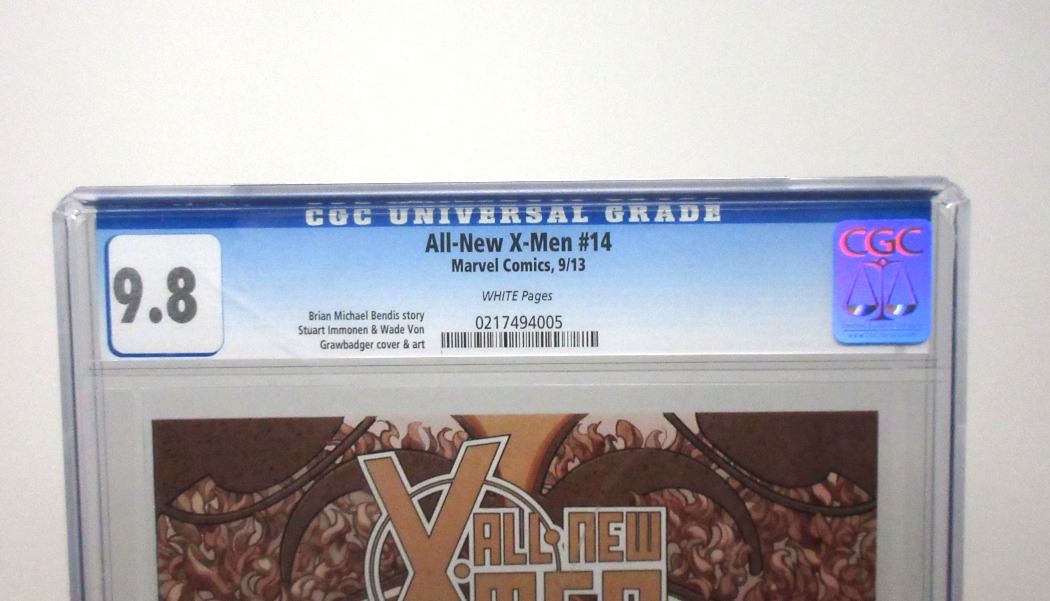 CGC UNIVERSAL GRADE
9.8
All-New X-Men #14
Marvel Comics, 9/13
WHITE Pages
Brian Michael Bendis story
Stuart Immonen & Wade Von
Grawbadger cover & art
0217494005
CGC
X
ALL·NEW
X·MEN